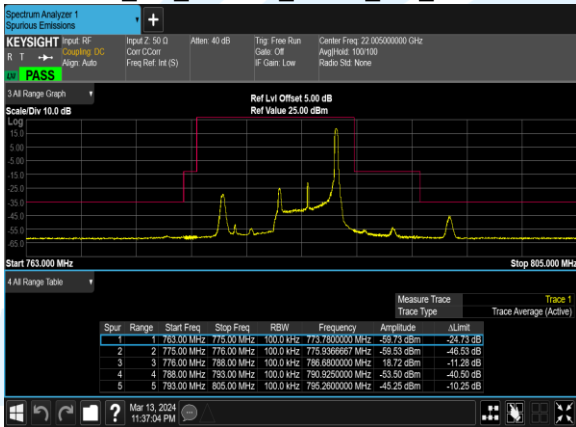 Spectrum Analyzer 1
Spurious Emissions
KEYSIGHT Input: RF Input Z: 50 Ω Atten: 40 dB Trig: Free Run Center Freq: 22.005000000 GHz
R T Coupling: DC Corr CCorr Gate: Off Avg|Hold: 100/100
Align: Auto Freq Ref: Int (S) IF Gain: Low Radio Std: None
PASS
3 All Range Graph
Ref Lvl Offset 5.00 dB
Scale/Div 10.0 dB Ref Value 25.00 dBm
Log
15.0
5.00
-5.00
-15.0
-25.0
-35.0
-45.0
-55.0
-65.0
Start 763.000 MHz Stop 805.000 MHz
4 All Range Table
Measure Trace Trace 1
Trace Type Trace Average (Active)
Spur Range Start Freq Stop Freq RBW Frequency Amplitude ΔLimit
1 1 763.00 MHz 775.00 MHz 100.0 kHz 773.7800000 MHz -59.73 dBm -24.73 dB
2 2 775.00 MHz 776.00 MHz 100.0 kHz 775.9366667 MHz -59.53 dBm -46.53 dB
3 3 776.00 MHz 788.00 MHz 100.0 kHz 786.6800000 MHz 18.72 dBm -11.28 dB
4 4 788.00 MHz 793.00 MHz 100.0 kHz 790.9250000 MHz -53.50 dBm -40.50 dB
5 5 793.00 MHz 805.00 MHz 100.0 kHz 795.2600000 MHz -45.25 dBm -10.25 dB
Mar 13, 2024
11:37:04 PM